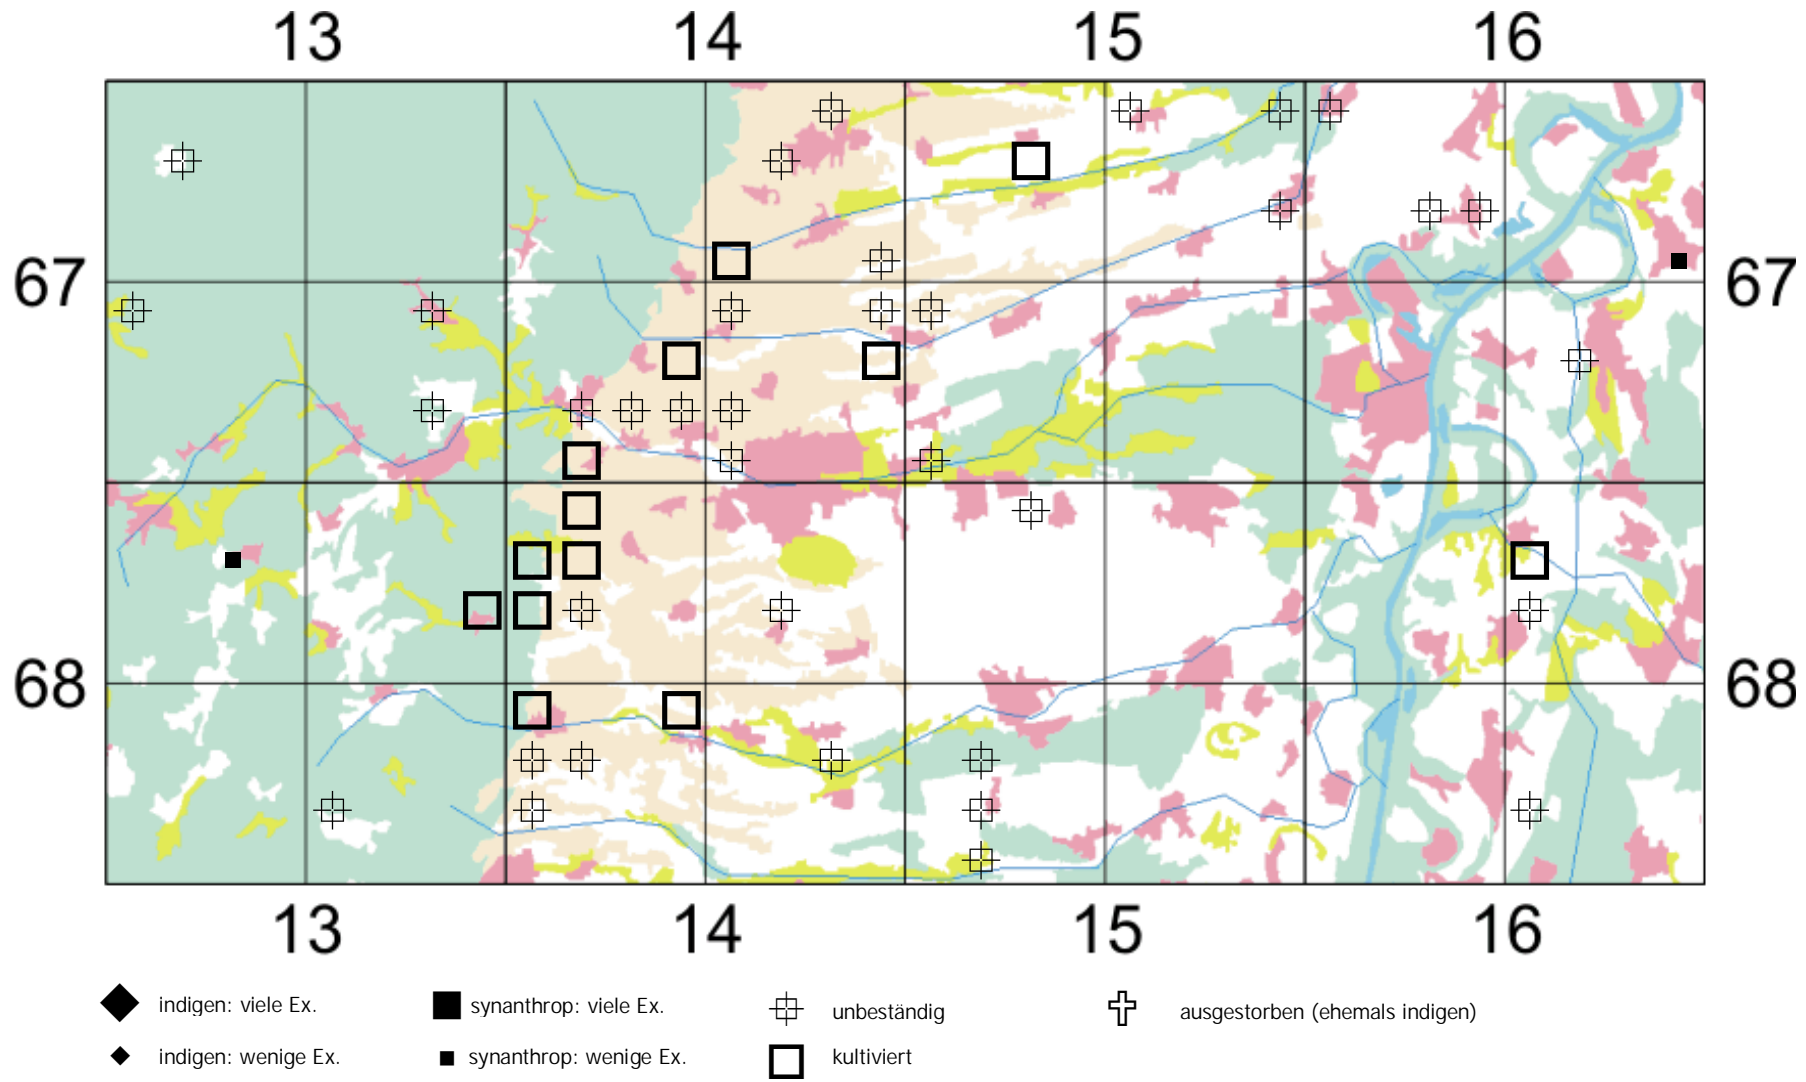 13 14 15 16
67 67
68 68
13 14 15 16
indigen: viele Ex. synanthrop: viele Ex. unbeständig ausgestorben (ehemals indigen)
indigen: wenige Ex. synanthrop: wenige Ex. kultiviert